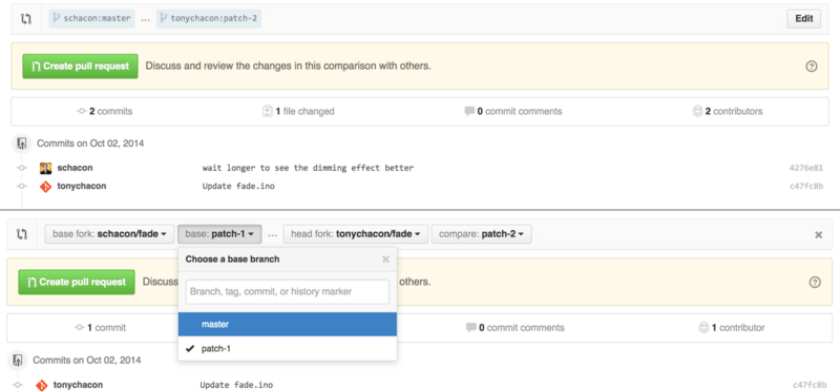 schacon:master ... tonychacon:patch-2 Edit
Create pull request Discuss and review the changes in this comparison with others.
2 commits 1 file changed 0 commit comments 2 contributors
Commits on Oct 02, 2014
schacon wait longer to see the dimming effect better 4276e81
tonychacon Update fade.ino c47fc8b
base fork: schacon/fade base: patch-1 ... head fork: tonychacon/fade compare: patch-2
Choose a base branch
Create pull request Discuss others.
Branch, tag, commit, or history marker
master
1 commit 0 commit comments 1 contributor
patch-1
Commits on Oct 02, 2014
tonychacon Update fade.ino c47fc8b